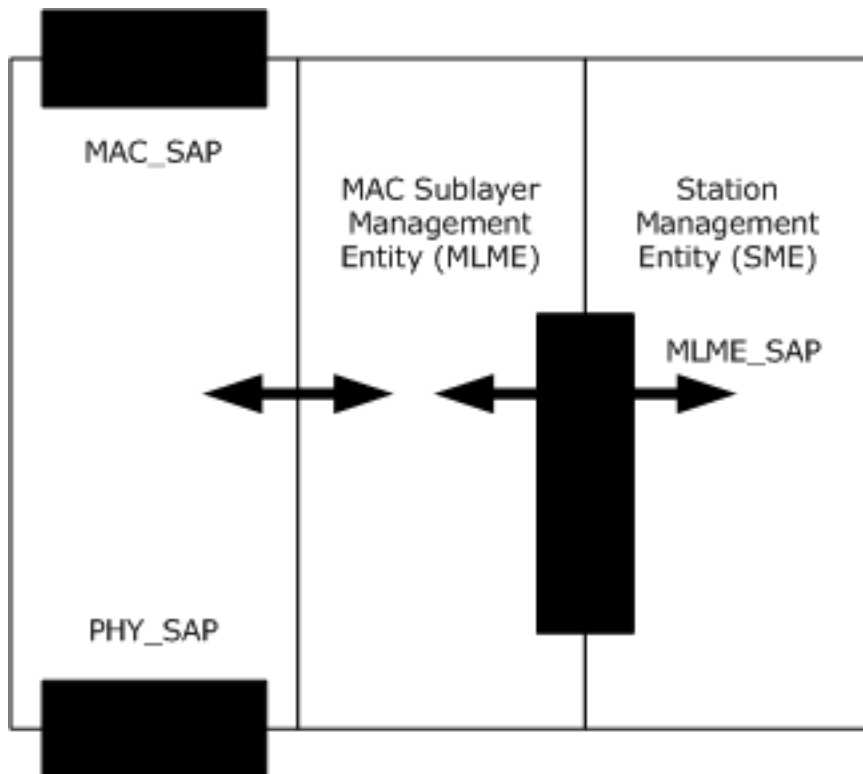 MAC_SAP
MAC Sublayer
Management
Entity (MLME)
Station
Management
Entity (SME)
MLME_SAP
PHY_SAP